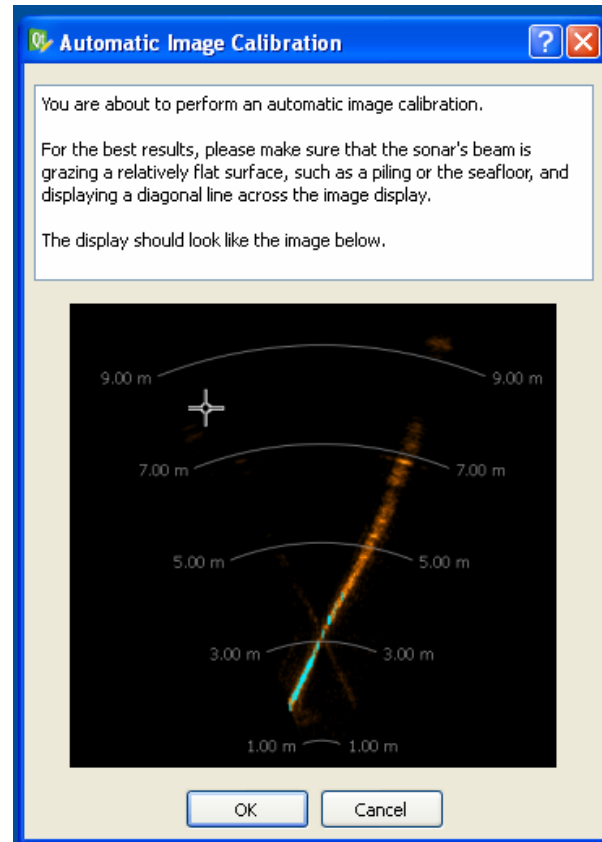 Automatic Image Calibration
You are about to perform an automatic image calibration.
For the best results, please make sure that the sonar's beam is
grazing a relatively flat surface, such as a piling or the seafloor, and
displaying a diagonal line across the image display.
The display should look like the image below.
9.00 m 9.00 m
7.00 m 7.00 m
5.00 m 5.00 m
3.00 m 3.00 m
1.00 m 1.00 m
OK Cancel